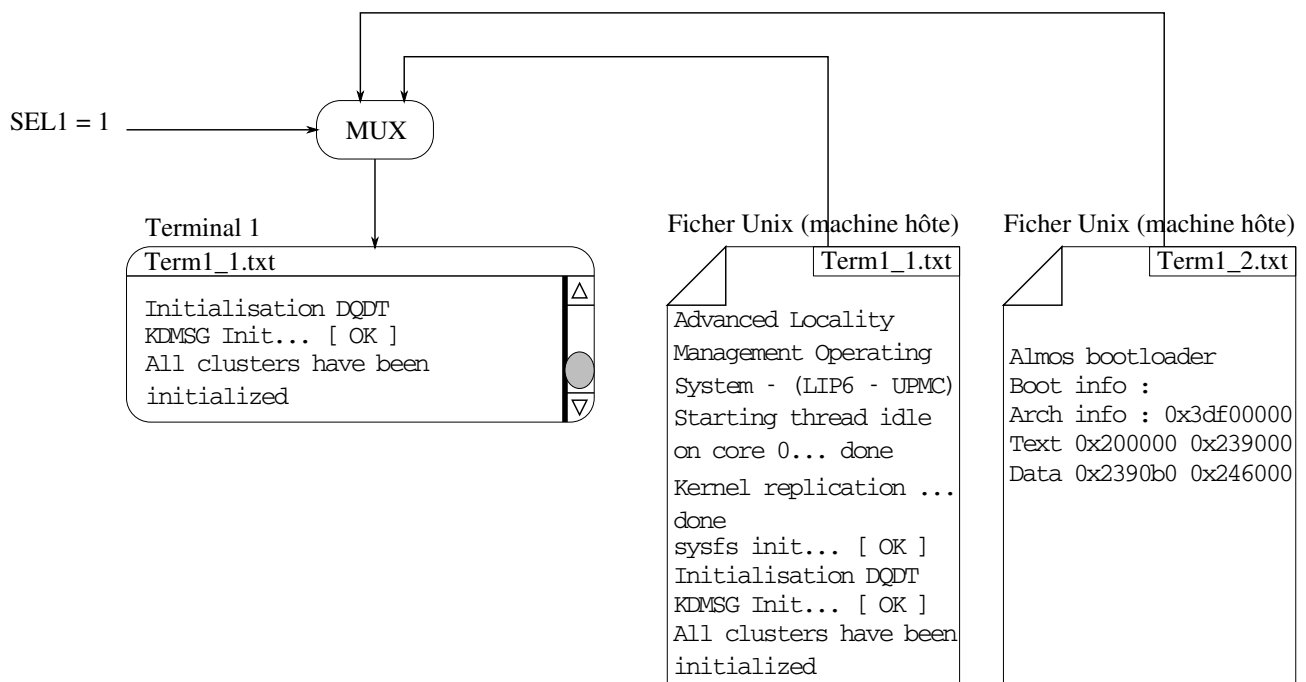 SEL1 = 1
MUX
Terminal 1
Term1_1.txt
Initialisation DQDT
KDMSG Init... [ OK ]
All clusters have been
initialized
Ficher Unix (machine hôte)
Term1_1.txt
Advanced Locality
Management Operating
System - (LIP6 - UPMC)
Starting thread idle
on core 0... done
Kernel replication ...
done
sysfs init... [ OK ]
Initialisation DQDT
KDMSG Init... [ OK ]
All clusters have been
initialized
Ficher Unix (machine hôte)
Term1_2.txt
Almos bootloader
Boot info :
Arch info : 0x3df00000
Text 0x200000 0x239000
Data 0x2390b0 0x246000